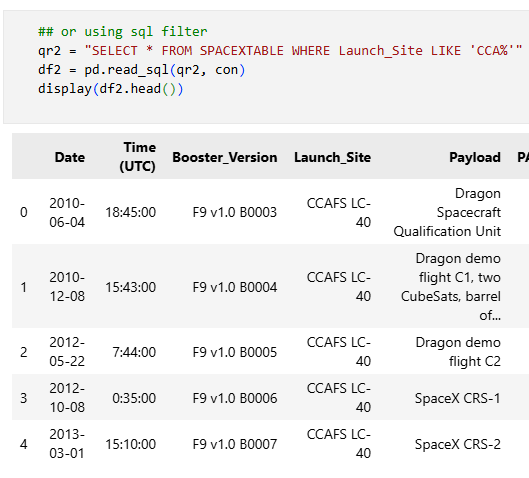 ## or using sql filter
qr2 = "SELECT * FROM SPACEXTABLE WHERE Launch_Site LIKE 'CCA%'"
df2 = pd.read_sql(qr2, con)
display(df2.head())
Date Time (UTC) Booster_Version Launch_Site Payload PA
0 2010-06-04 18:45:00 F9 v1.0 B0003 CCAFS LC-40 Dragon Spacecraft Qualification Unit
1 2010-12-08 15:43:00 F9 v1.0 B0004 CCAFS LC-40 Dragon demo flight C1, two CubeSats, barrel of...
2 2012-05-22 7:44:00 F9 v1.0 B0005 CCAFS LC-40 Dragon demo flight C2
3 2012-10-08 0:35:00 F9 v1.0 B0006 CCAFS LC-40 SpaceX CRS-1
4 2013-03-01 15:10:00 F9 v1.0 B0007 CCAFS LC-40 SpaceX CRS-2